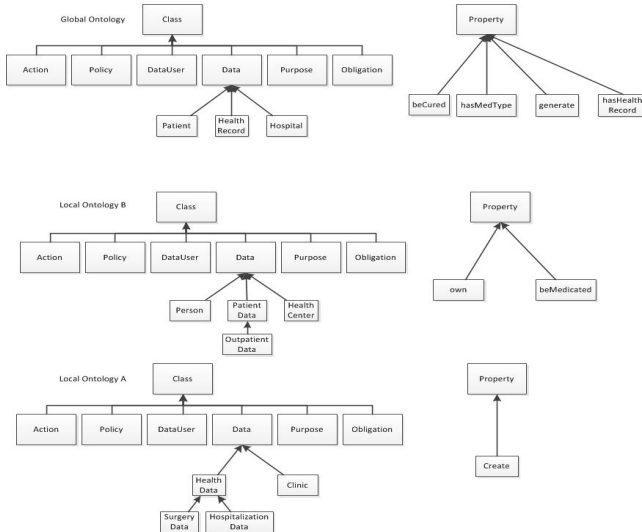 Global Ontology
Class
Property
Action
Policy
DataUser
Data
Purpose
Obligation
beCured
hasMedType
generate
hasHealth
Record
Patient
Health
Record
Hospital
Local Ontology B
Class
Property
Action
Policy
DataUser
Data
Purpose
Obligation
own
beMedicated
Person
Patient
Data
Health
Center
Outpatient
Data
Local Ontology A
Class
Property
Action
Policy
DataUser
Data
Purpose
Obligation
Create
Health
Data
Clinic
Surgery
Data
Hospitalization
Data